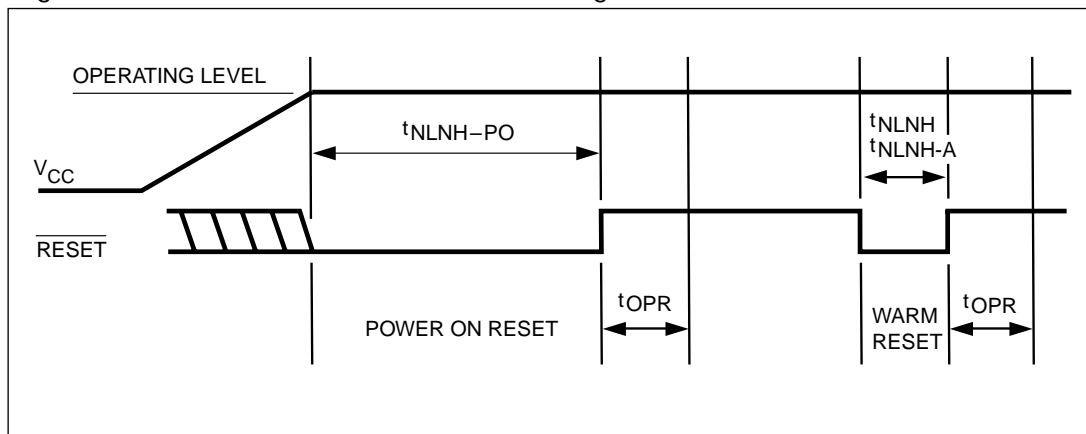 OPERATING LEVEL
tNLNH–PO
tNLNH
tNLNH-A
VCC
RESET
tOPR
tOPR
POWER ON RESET
WARM
RESET